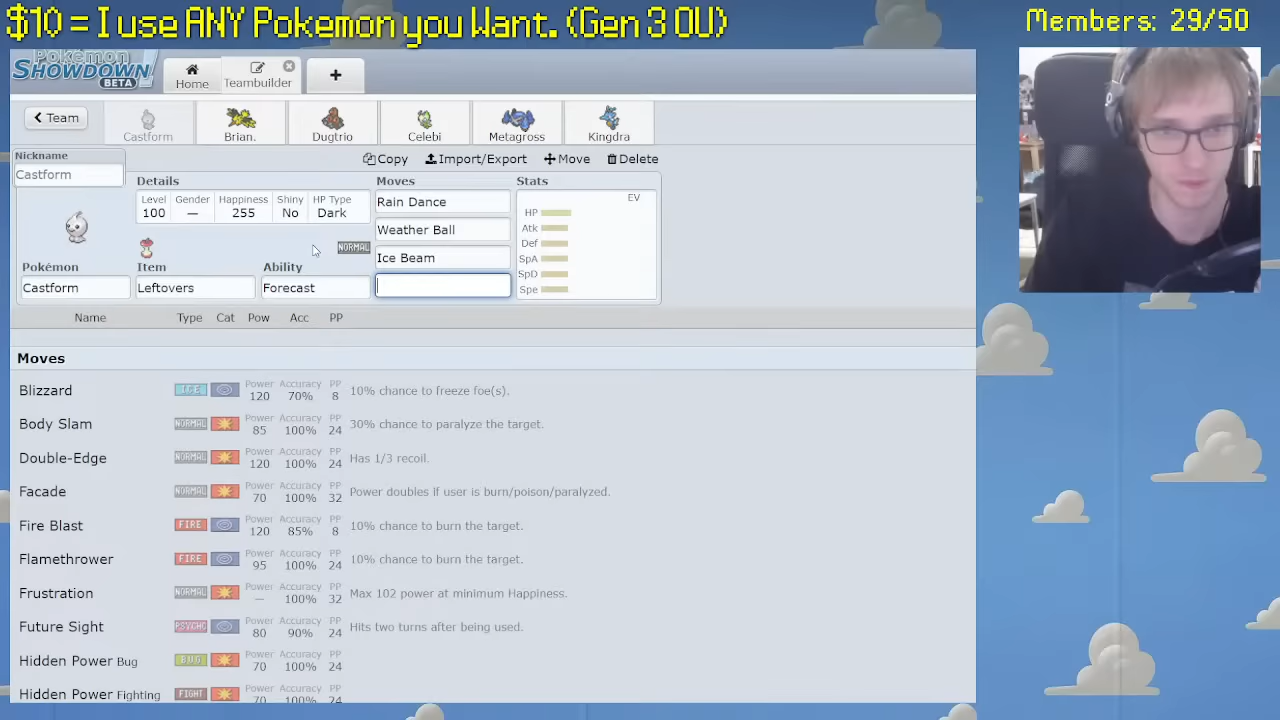 $10 = I use ANY Pokemon you Want. (Gen 3 OU)
Members: 29/50
Pokémon
SHOWDOWN!
BETA
Home
Teambuilder
+
Team
Castform
Brian.
Dugtrio
Celebi
Metagross
Kingdra
Nickname
Castform
Copy Import/Export Move Delete
Details
Level Gender Happiness Shiny HP Type
100 — 255 No Dark
NORMAL
Pokémon Item Ability
Castform Leftovers Forecast
Moves
Rain Dance
Weather Ball
Ice Beam
Stats
EV
HP
Atk
Def
SpA
SpD
Spe
Name Type Cat Pow Acc PP
Moves
Blizzard ICE Power 120 Accuracy 70% PP 8 10% chance to freeze foe(s).
Body Slam NORMAL Power 85 Accuracy 100% PP 24 30% chance to paralyze the target.
Double-Edge NORMAL Power 120 Accuracy 100% PP 24 Has 1/3 recoil.
Facade NORMAL Power 70 Accuracy 100% PP 32 Power doubles if user is burn/poison/paralyzed.
Fire Blast FIRE Power 120 Accuracy 85% PP 8 10% chance to burn the target.
Flamethrower FIRE Power 95 Accuracy 100% PP 24 10% chance to burn the target.
Frustration NORMAL Power — Accuracy 100% PP 32 Max 102 power at minimum Happiness.
Future Sight PSYCHC Power 80 Accuracy 90% PP 24 Hits two turns after being used.
Hidden Power Bug BUG Power 70 Accuracy 100% PP 24
Hidden Power Fighting FIGHT Power 70 Accuracy 100% PP 24